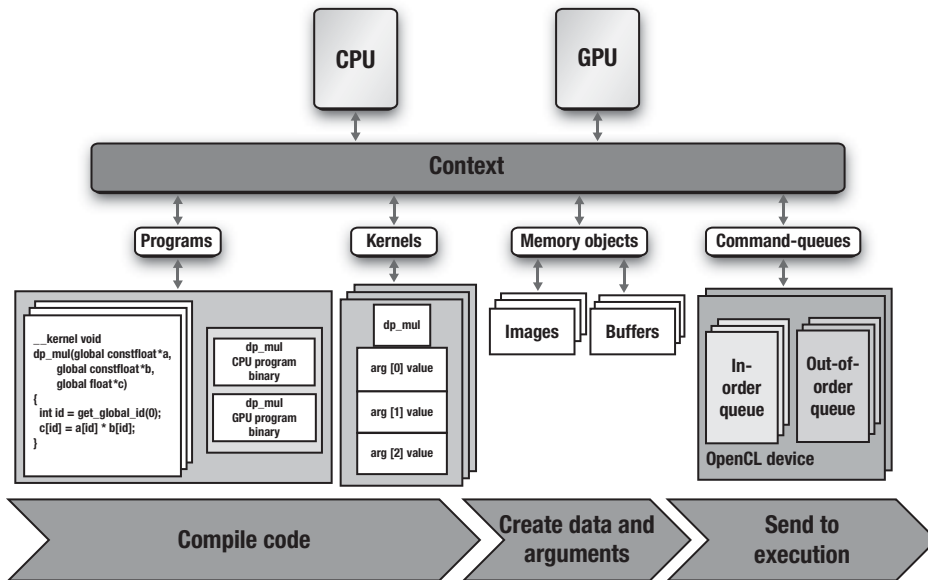 CPU
GPU
Context
Programs
Kernels
Memory objects
Command-queues
__kernel void
dp_mul(global constfloat*a,
global constfloat*b,
global float*c)
{
int id = get_global_id(0);
c[id] = a[id] * b[id];
}
dp_mul
CPU program
binary
dp_mul
GPU program
binary
dp_mul
arg [0] value
arg [1] value
arg [2] value
Images
Buffers
In-
order
queue
Out-of-
order
queue
OpenCL device
Compile code
Create data and
arguments
Send to
execution